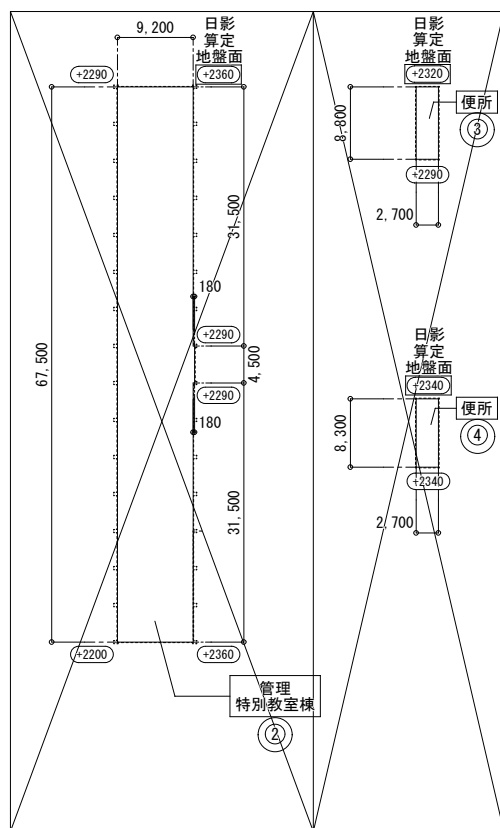 9,200
日影
算定
地盤面
+2290
+2360
31,500
180
67,500
+2290
4,500
+2290
180
31,500
+2200
+2360
管理
特別教室棟
②
日影
算定
地盤面
+2320
便所
③
8,800
+2290
2,700
日影
算定
地盤面
+2340
便所
④
8,300
+2340
2,700